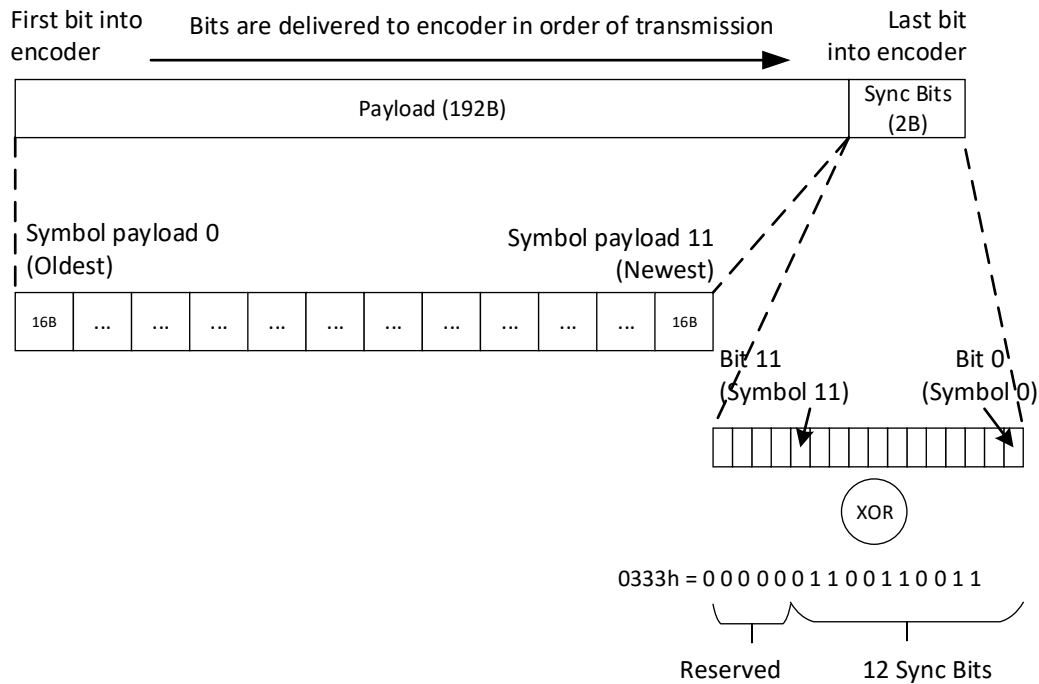 First bit into
encoder
Bits are delivered to encoder in order of transmission
Last bit
into encoder
Payload (192B)
Sync Bits
(2B)
Symbol payload 0
(Oldest)
Symbol payload 11
(Newest)
16B ... ... ... ... ... ... ... ... ... ... 16B
Bit 11
(Symbol 11)
Bit 0
(Symbol 0)
XOR
0333h = 0 0 0 0 0 0 1 1 0 0 1 1 0 0 1 1
Reserved
12 Sync Bits